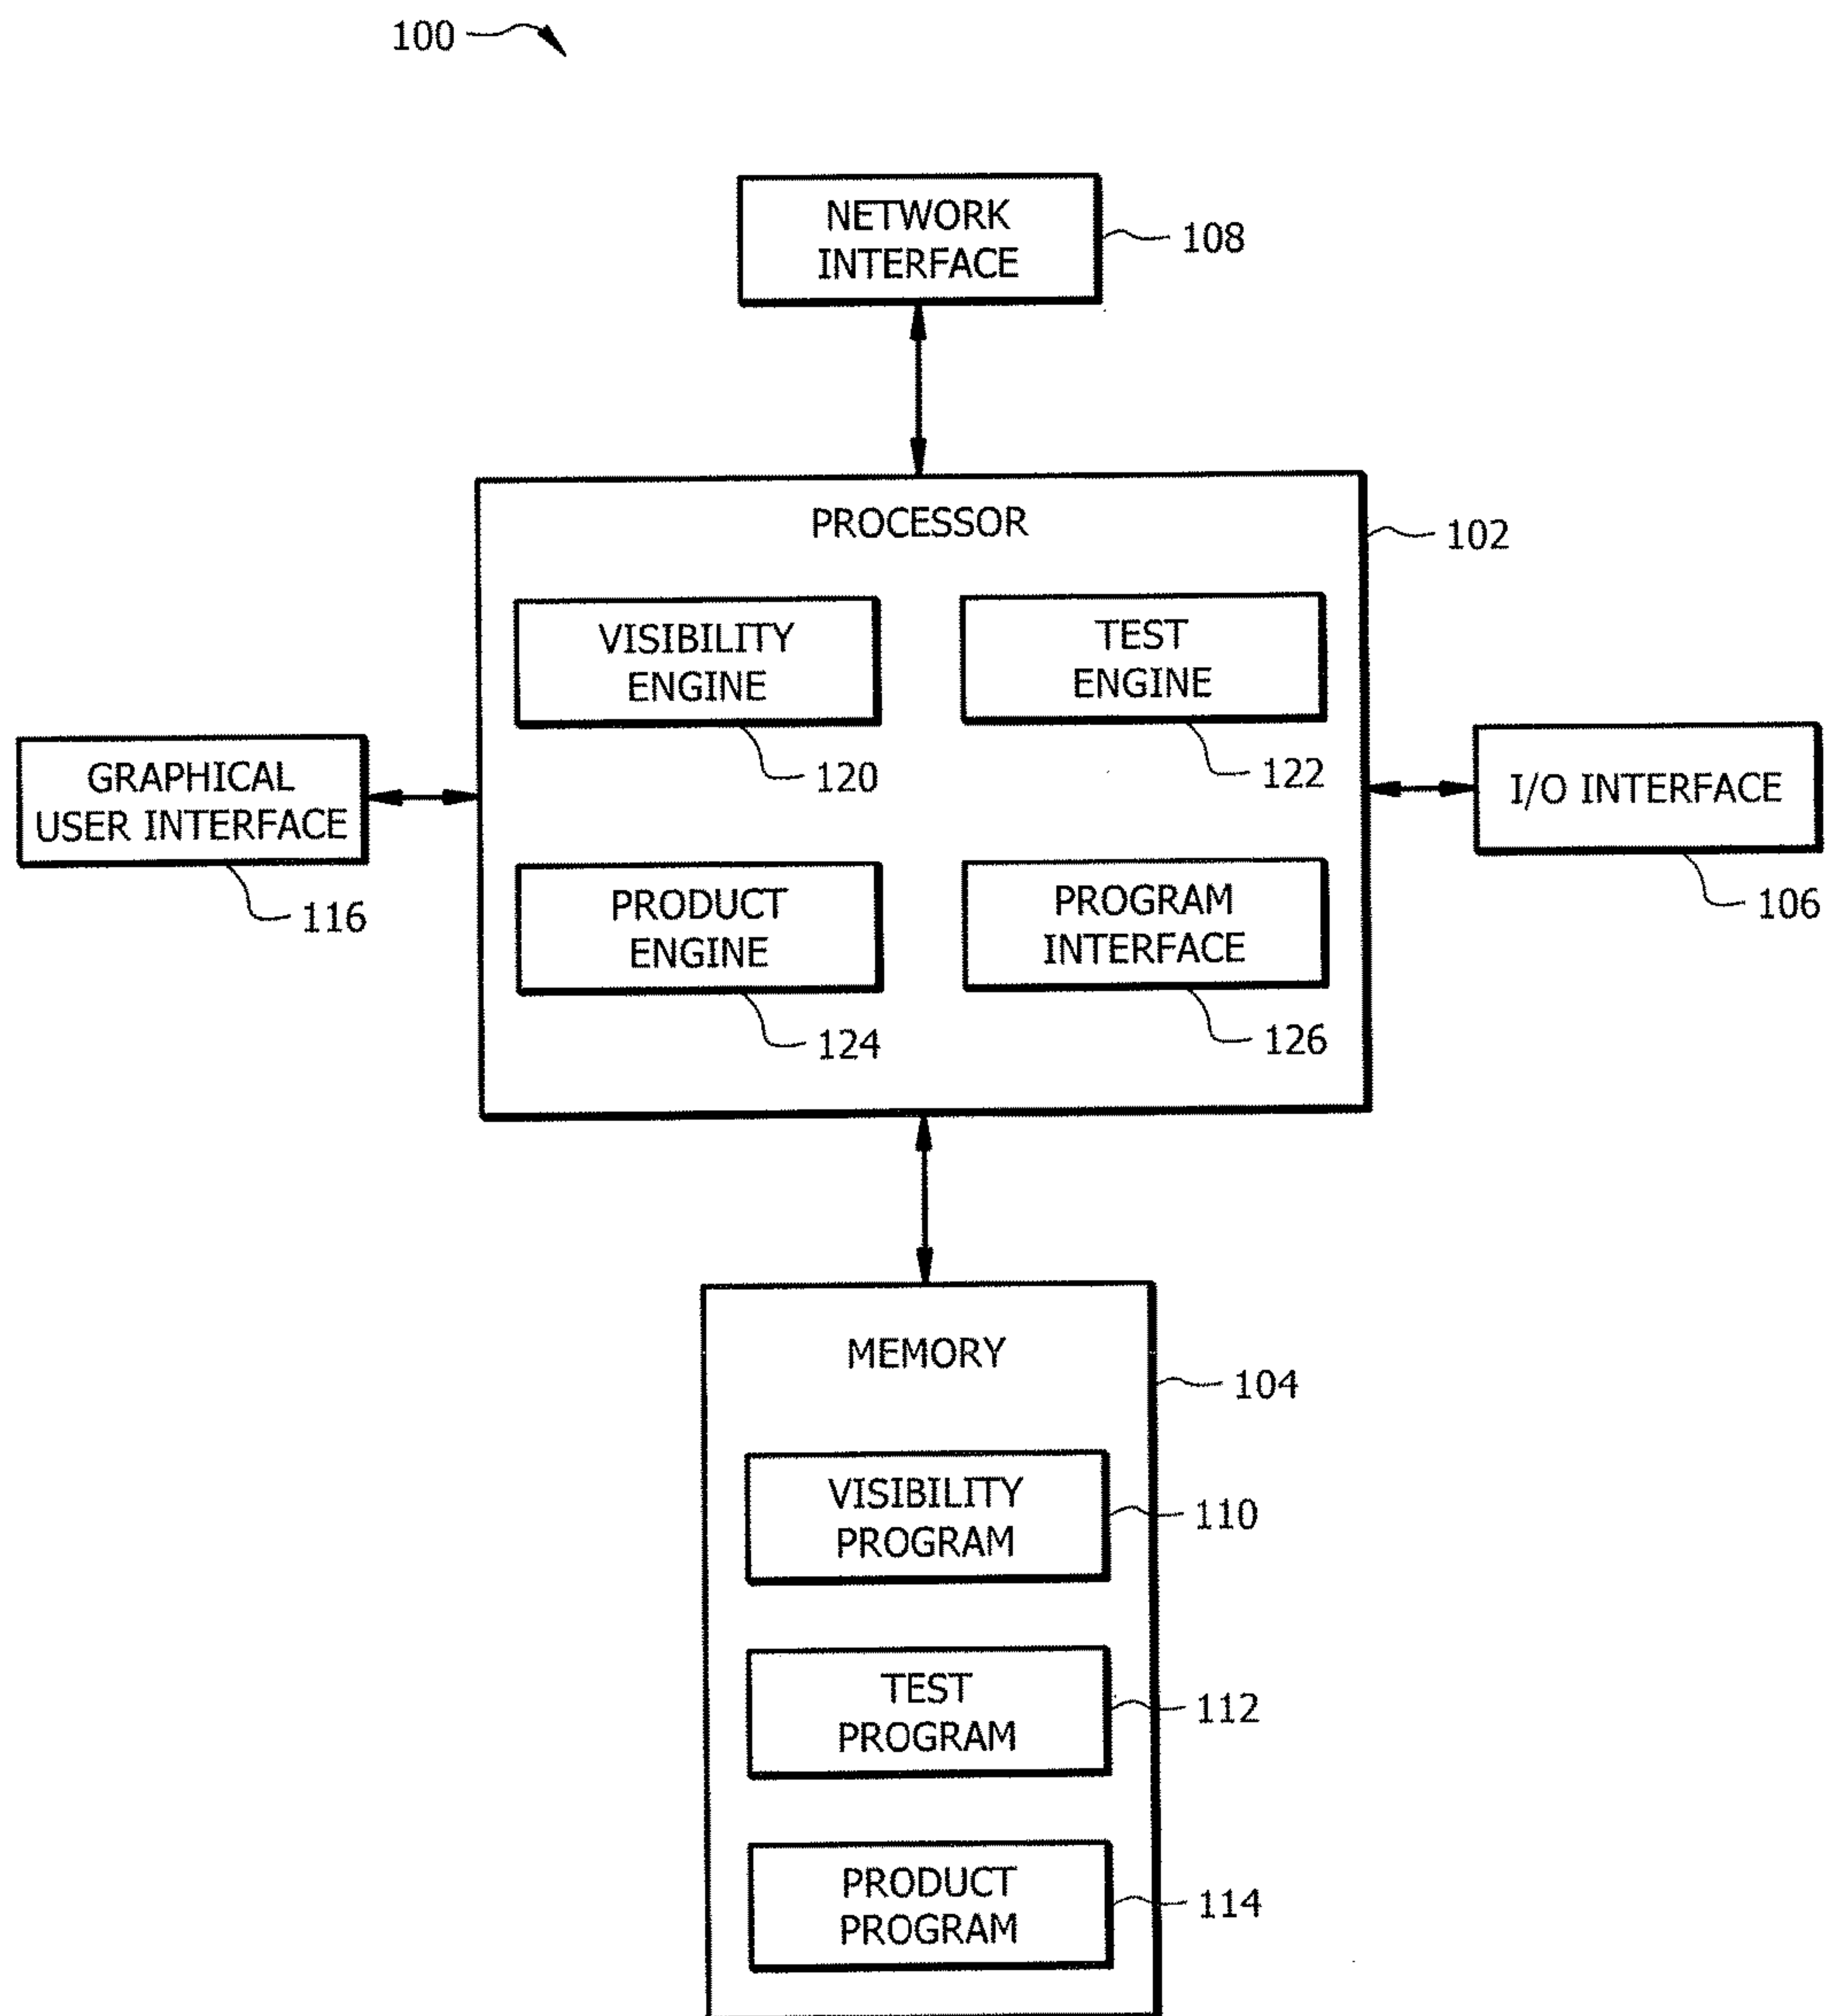 100
NETWORK
INTERFACE
108
PROCESSOR
102
VISIBILITY
ENGINE
120
TEST
ENGINE
122
GRAPHICAL
USER INTERFACE
116
I/O INTERFACE
106
PRODUCT
ENGINE
124
PROGRAM
INTERFACE
126
MEMORY
104
VISIBILITY
PROGRAM
110
TEST
PROGRAM
112
PRODUCT
PROGRAM
114